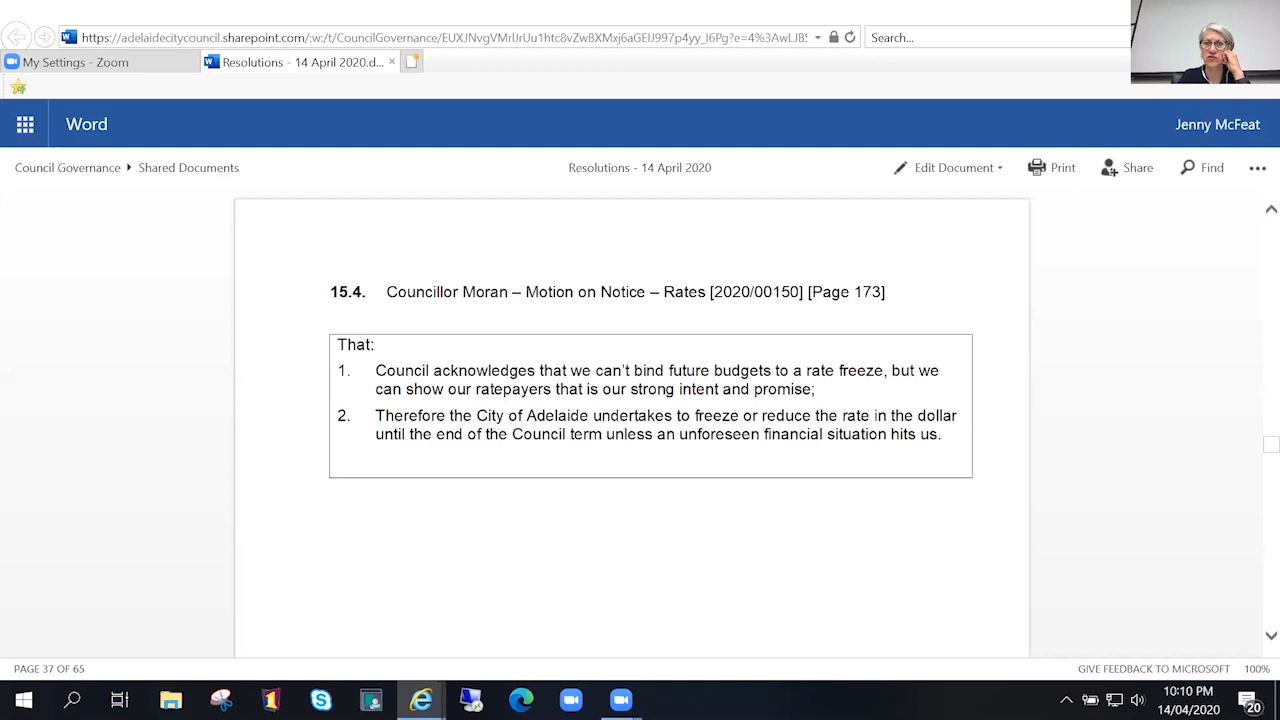 https://adelaidecitycouncil.sharepoint.com/:w:/t/CouncilGovernance/
Search...
My Settings - Zoom
Resolutions - 14 April 2020.d...
Word
Jenny McFeat
Council Governance Shared Documents
Resolutions - 14 April 2020
Edit Document
Print
Share
Find
15.4. Councillor Moran – Motion on Notice – Rates [2020/00150] [Page 173]
That:
1. Council acknowledges that we can't bind future budgets to a rate freeze, but we
can show our ratepayers that is our strong intent and promise;
2. Therefore the City of Adelaide undertakes to freeze or reduce the rate in the dollar
until the end of the Council term unless an unforeseen financial situation hits us.
PAGE 37 OF 65
GIVE FEEDBACK TO MICROSOFT 100%
10:10 PM
14/04/2020
20